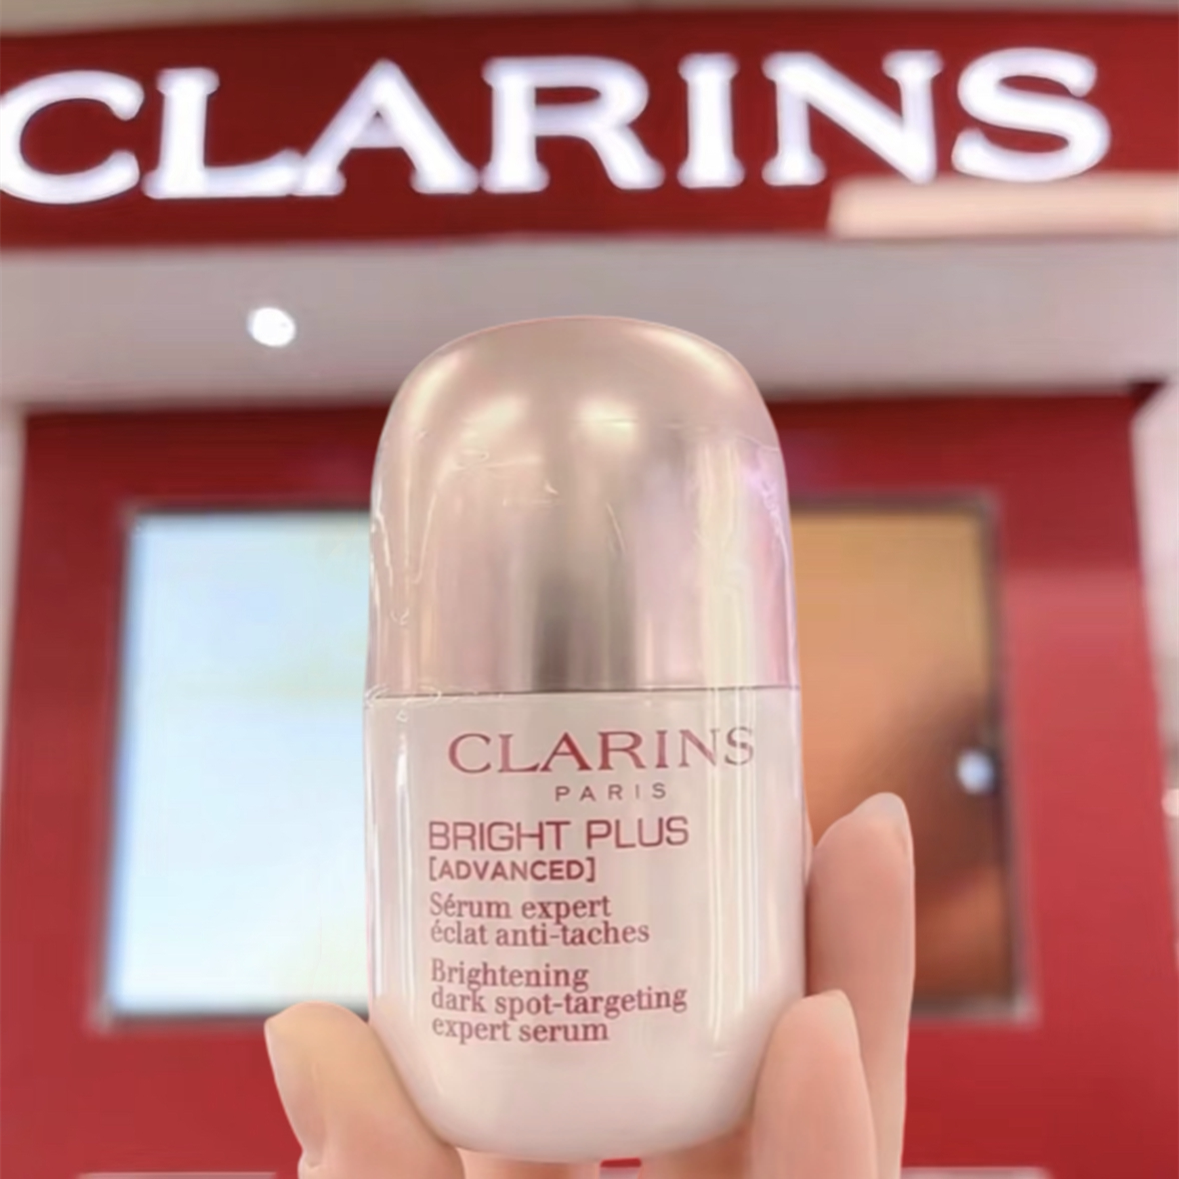 CLARINS
CLARINS
PARIS
BRIGHT PLUS
[ADVANCED]
Sérum expert
éclat anti-taches
Brightening
dark spot-targeting
expert serum